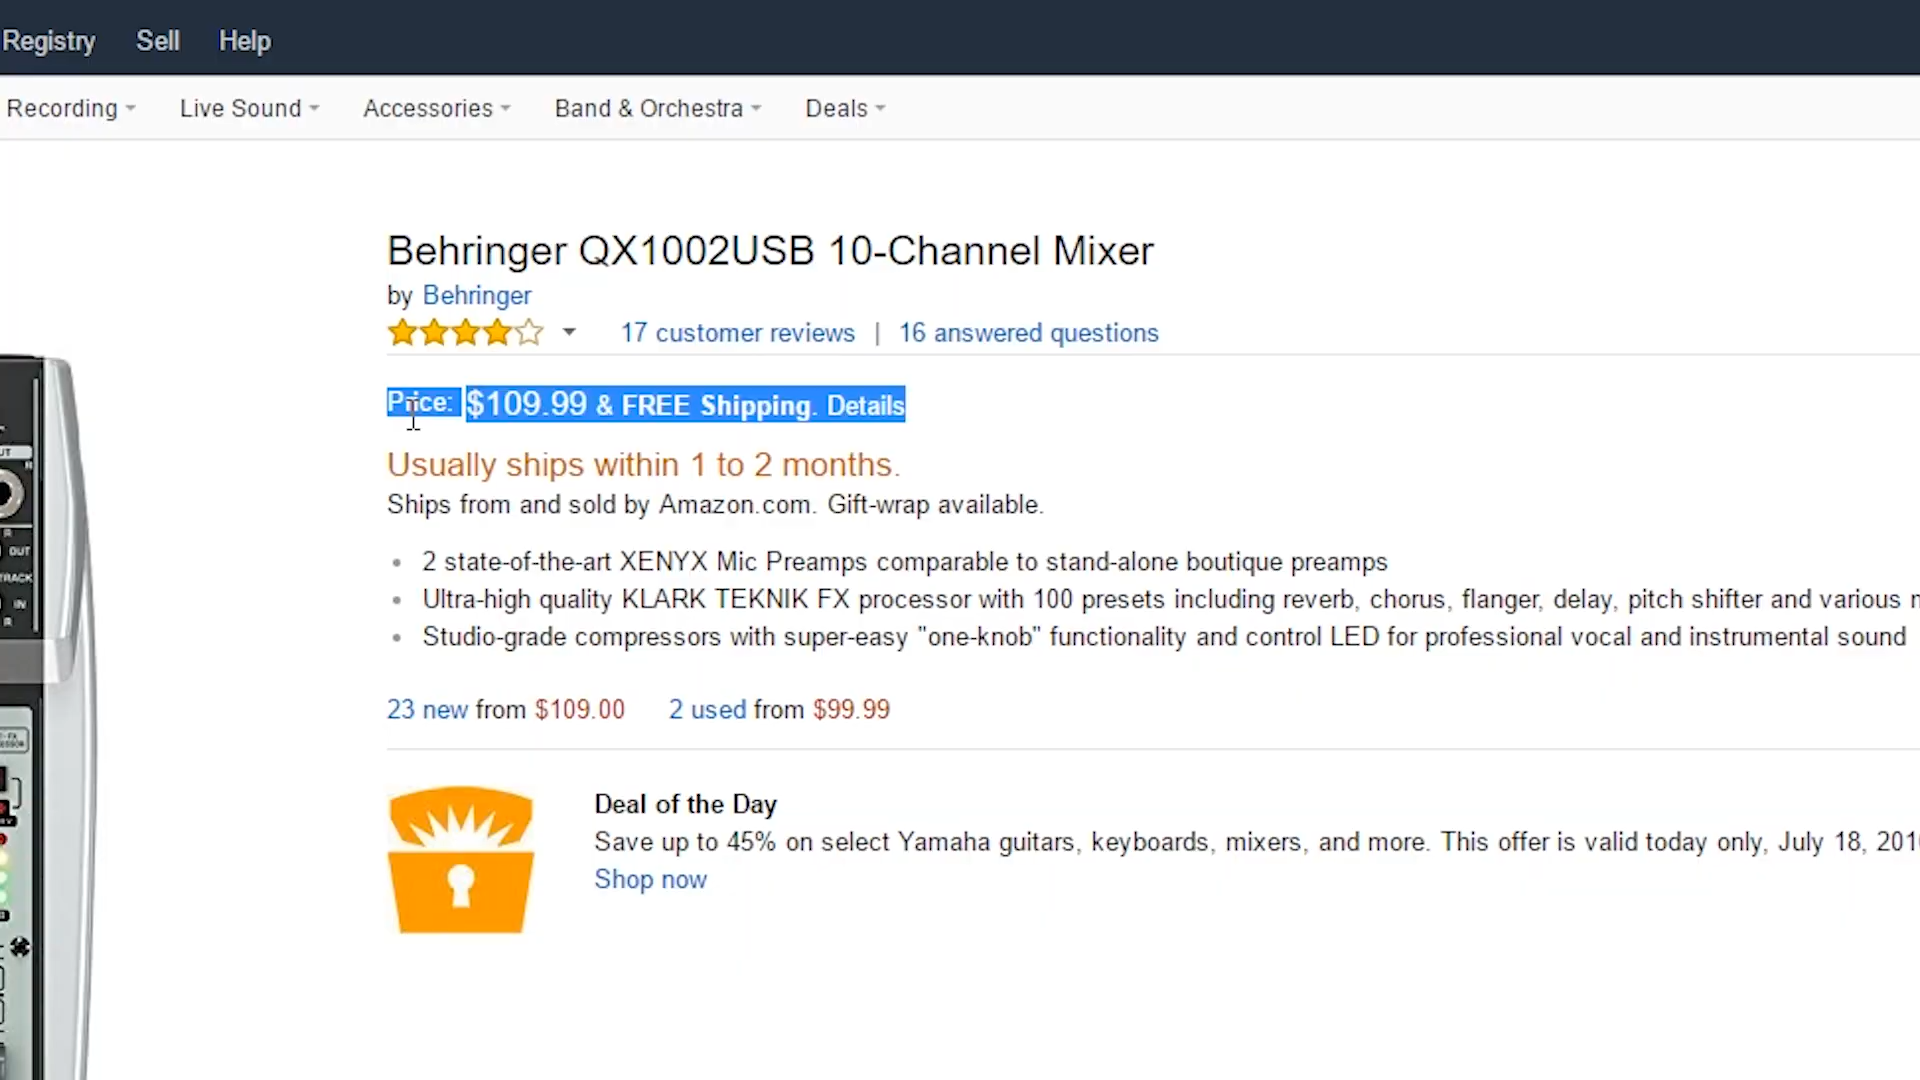 Registry Sell Help
Recording Live Sound Accessories Band & Orchestra Deals
Behringer QX1002USB 10-Channel Mixer
by Behringer
17 customer reviews | 16 answered questions
Price: $109.99 & FREE Shipping. Details
Usually ships within 1 to 2 months.
Ships from and sold by Amazon.com. Gift-wrap available.
• 2 state-of-the-art XENYX Mic Preamps comparable to stand-alone boutique preamps
• Ultra-high quality KLARK TEKNIK FX processor with 100 presets including reverb, chorus, flanger, delay, pitch shifter and various
• Studio-grade compressors with super-easy "one-knob" functionality and control LED for professional vocal and instrumental sound
23 new from $109.00 2 used from $99.99
Deal of the Day
Save up to 45% on select Yamaha guitars, keyboards, mixers, and more. This offer is valid today only, July 18, 201
Shop now
R
OUT
TRACK
IN
R